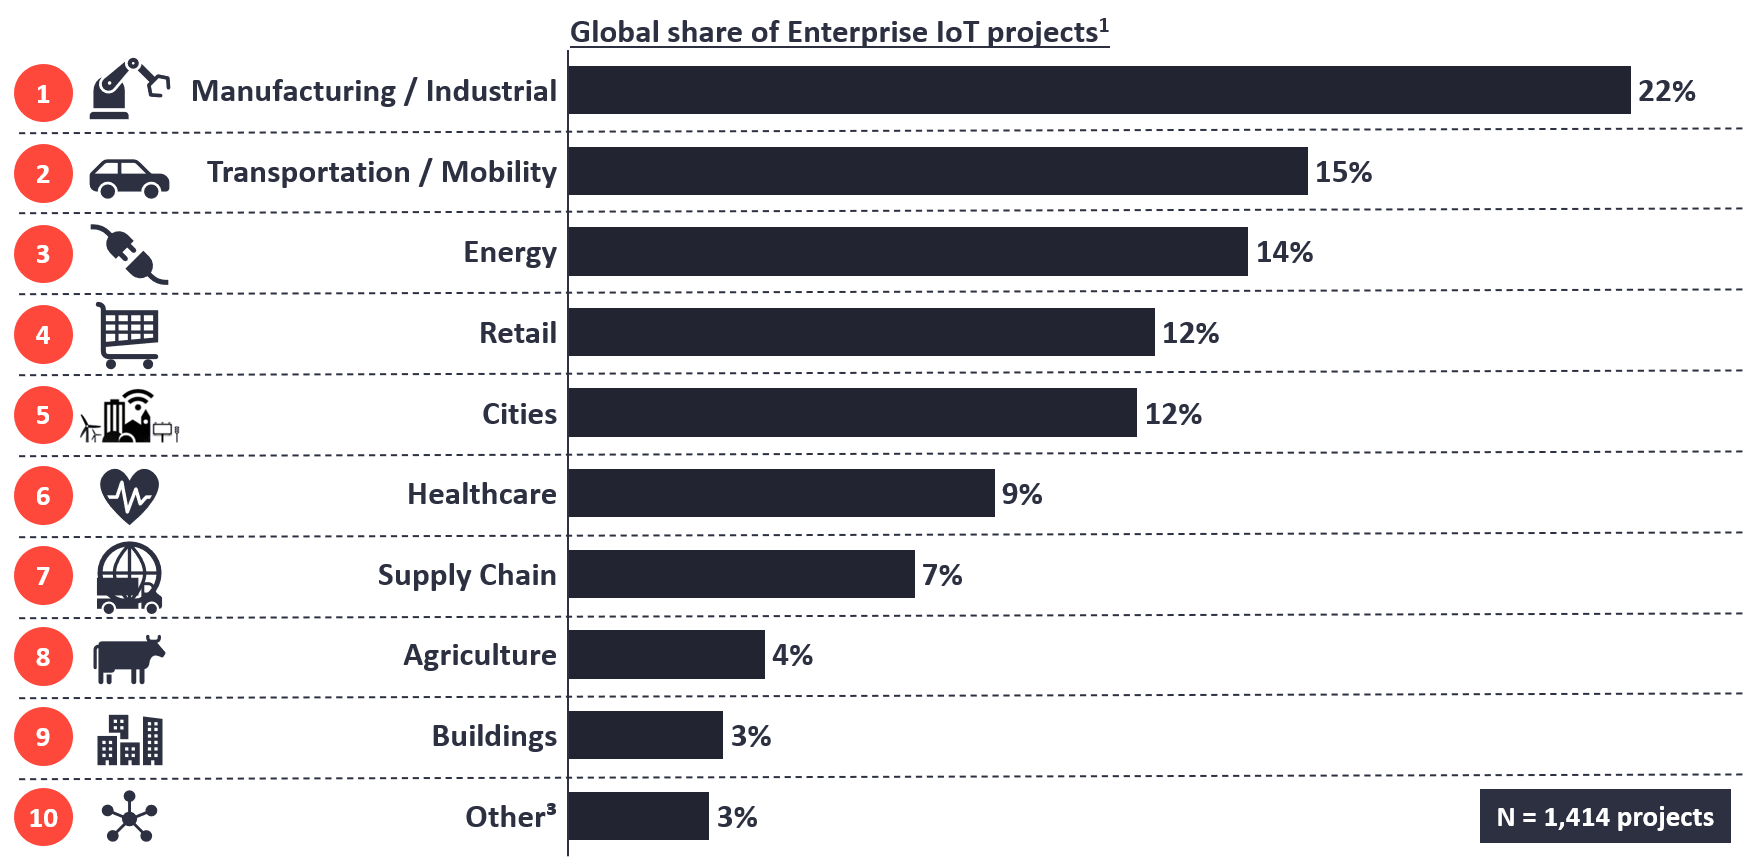 Global share of Enterprise IoT projects¹
1 Manufacturing / Industrial 22%
2 Transportation / Mobility 15%
3 Energy 14%
4 Retail 12%
5 Cities 12%
6 Healthcare 9%
7 Supply Chain 7%
8 Agriculture 4%
9 Buildings 3%
10 Other³ 3%
N = 1,414 projects